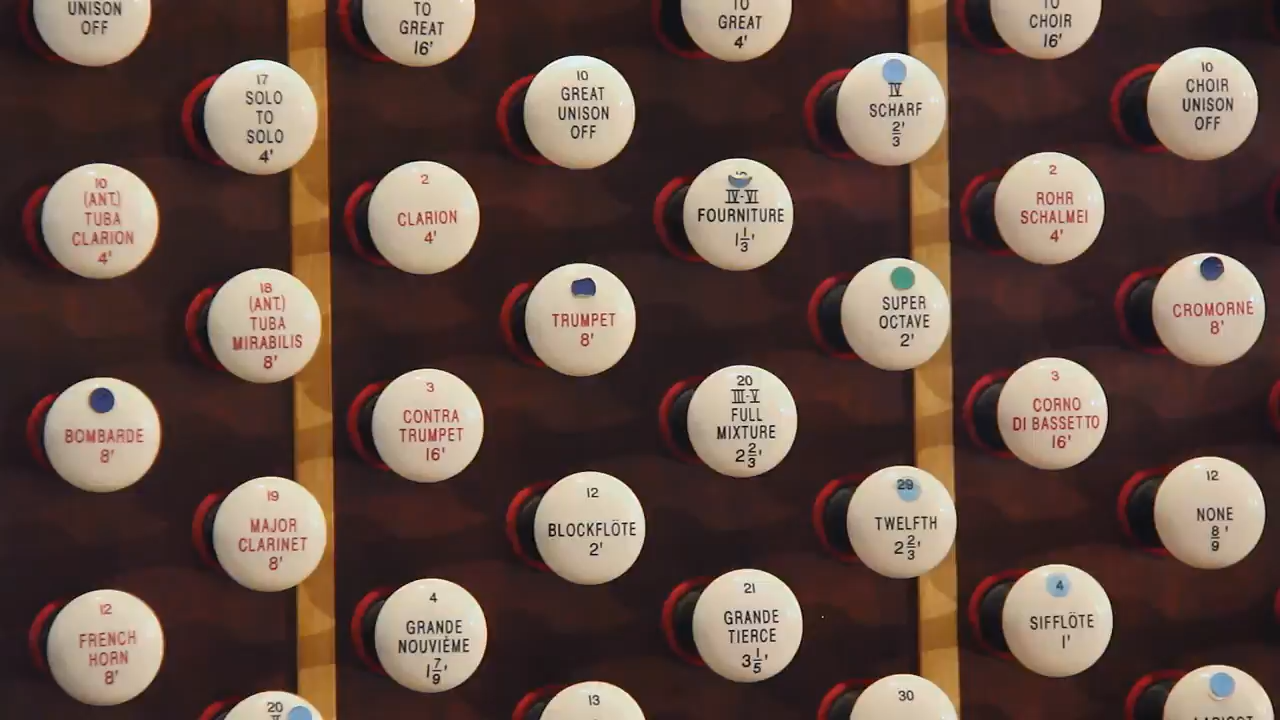 UNISON
OFF
TO
GREAT
16'
TO
GREAT
4'
TO
CHOIR
16'
17
SOLO
TO
SOLO
4'
10
GREAT
UNISON
OFF
IV
SCHARF
2/3'
10
CHOIR
UNISON
OFF
10
(ANT.)
TUBA
CLARION
4'
2
CLARION
4'
IV-VI
FOURNITURE
1 1/3'
2
ROHR
SCHALMEI
4'
18
(ANT.)
TUBA
MIRABILIS
8'
TRUMPET
8'
SUPER
OCTAVE
2'
CROMORNE
8'
BOMBARDE
8'
3
CONTRA
TRUMPET
16'
20
III-V
FULL
MIXTURE
2 2/3'
3
CORNO
DI BASSETTO
16'
19
MAJOR
CLARINET
8'
12
BLOCKFLÖTE
2'
29
TWELFTH
2 2/3'
12
NONE
8/9'
12
FRENCH
HORN
8'
4
GRANDE
NOUVIÈME
1 7/9'
21
GRANDE
TIERCE
3 1/5'
4
SIFFLÖTE
1'
20
13
30